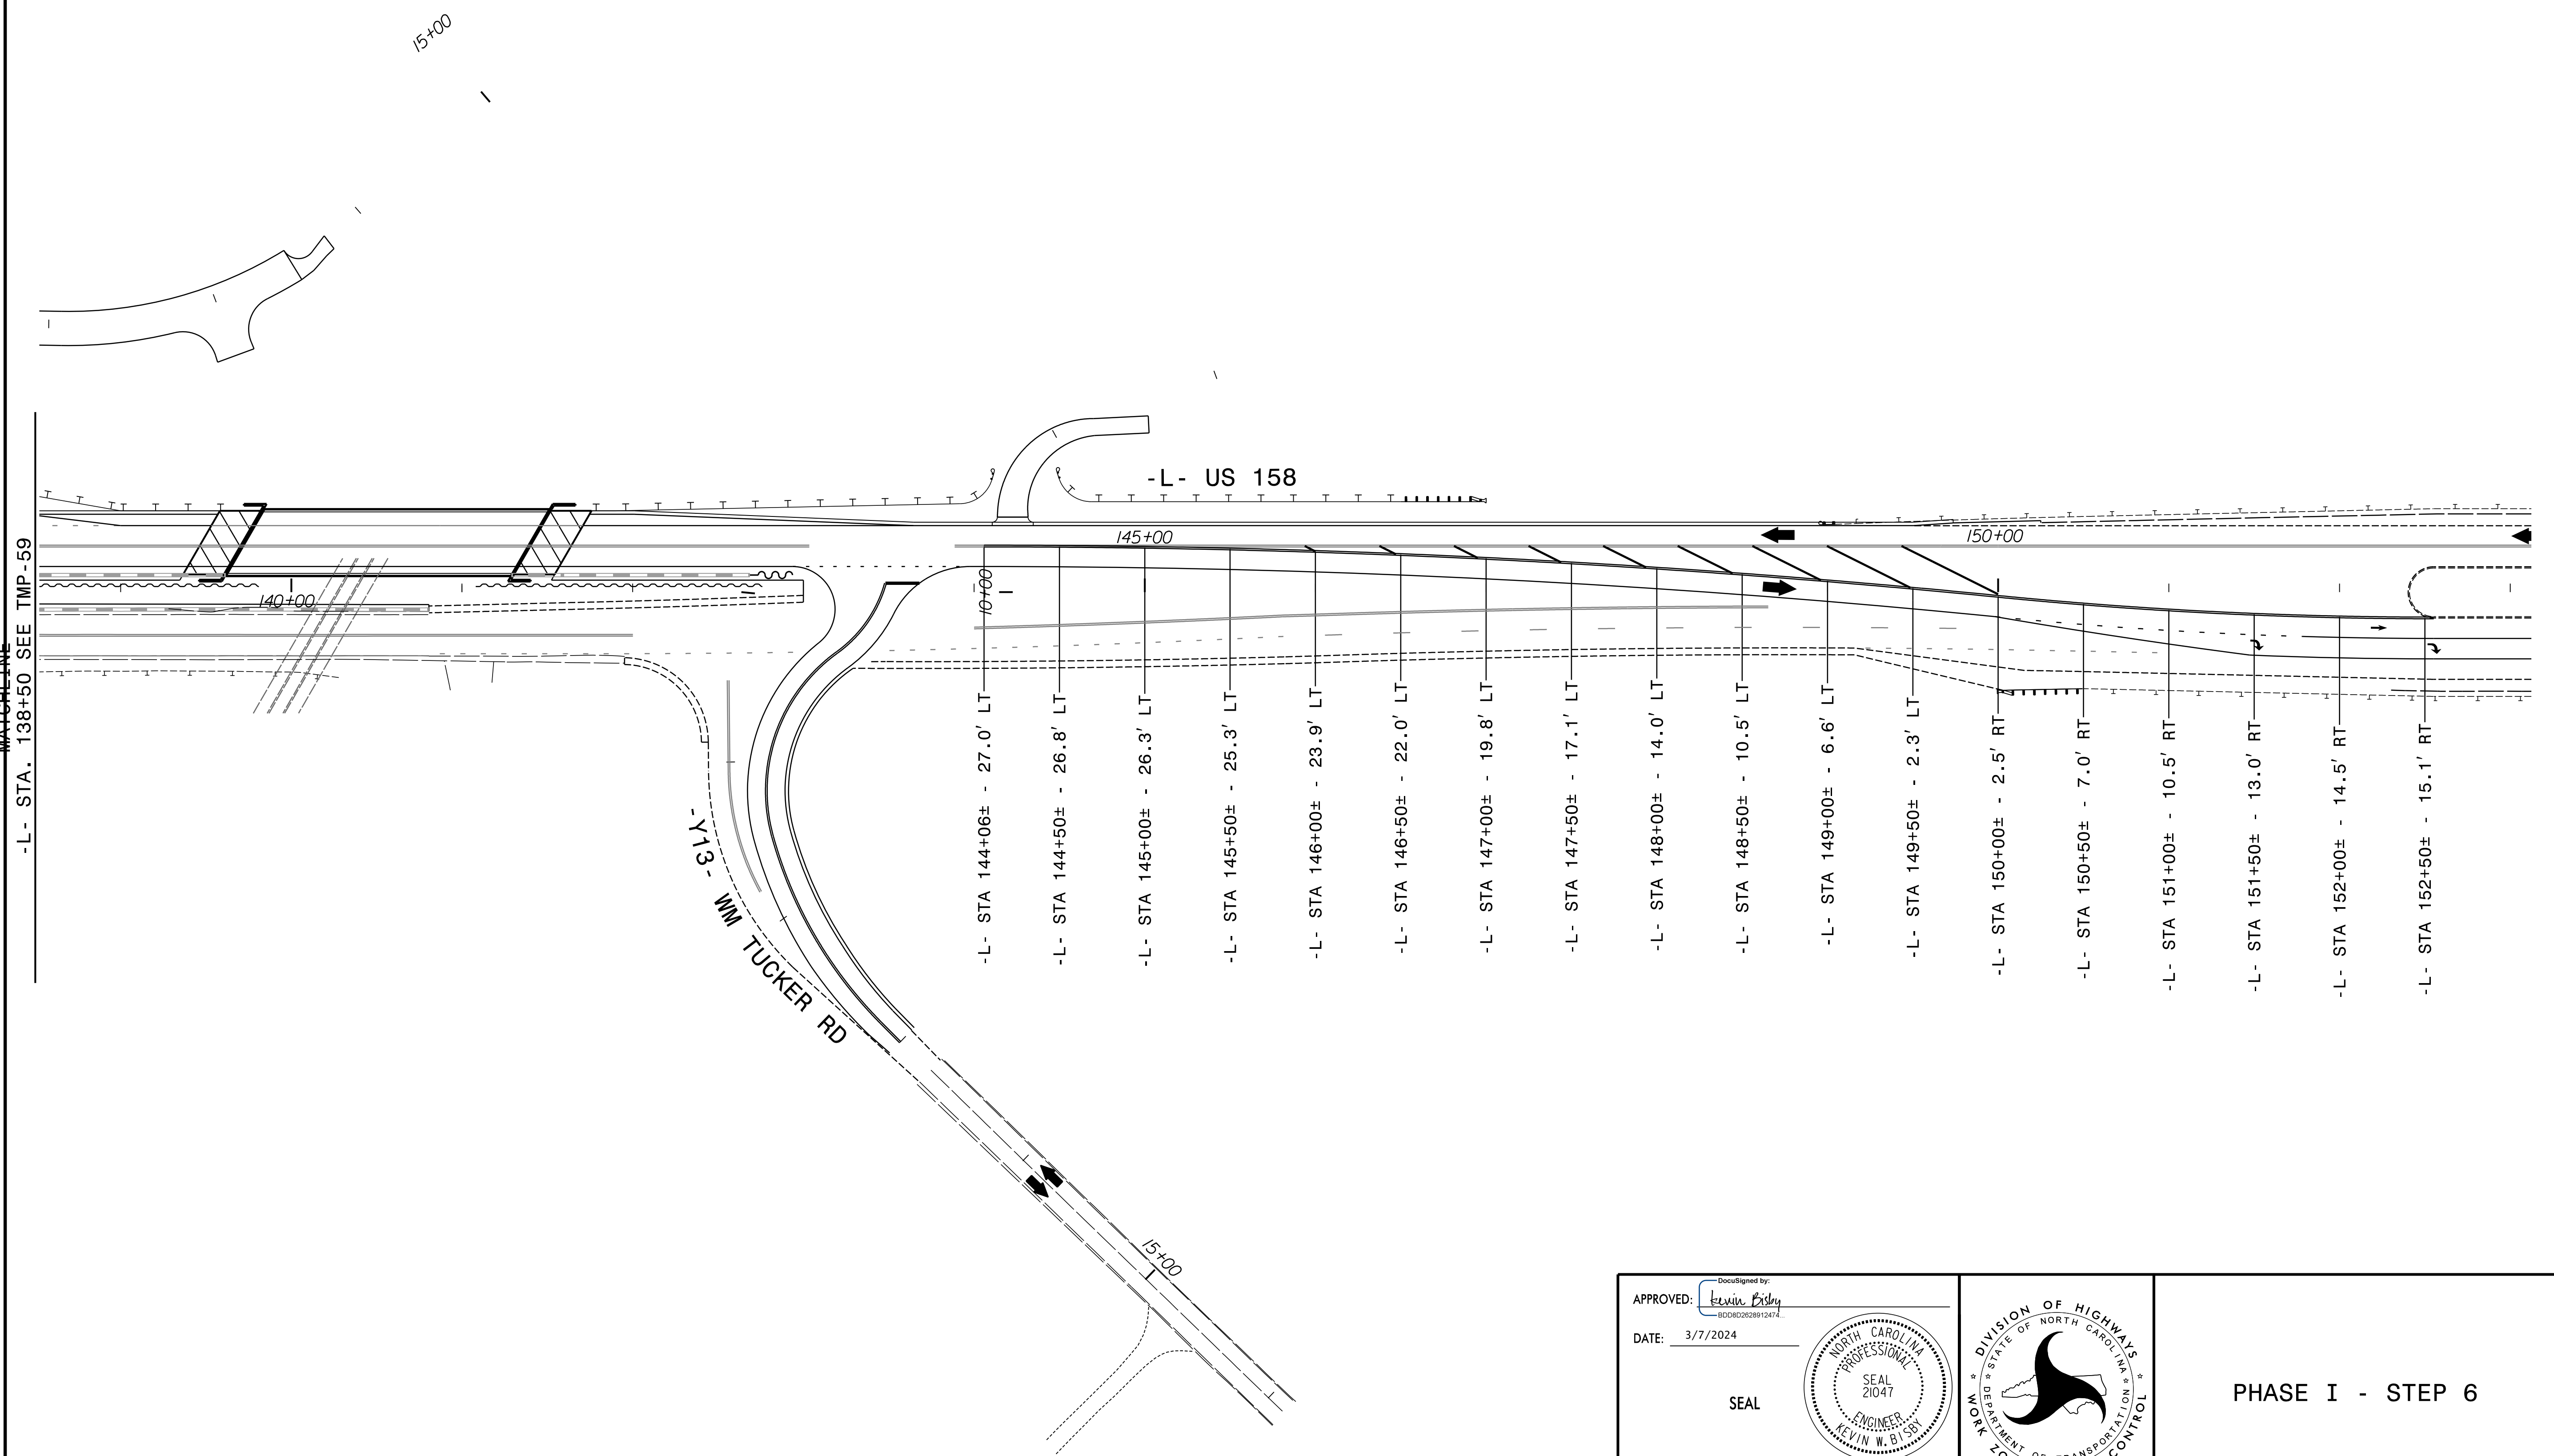 15+00
-L- US 158
145+00
150+00
140+00
10+00
MATCHLINE
-L- STA. 138+50 SEE TMP-59
-L- STA 144+06± - 27.0' LT
-L- STA 144+50± - 26.8' LT
-L- STA 145+00± - 26.3' LT
-L- STA 145+50± - 25.3' LT
-L- STA 146+00± - 23.9' LT
-L- STA 146+50± - 22.0' LT
-L- STA 147+00± - 19.8' LT
-L- STA 147+50± - 17.1' LT
-L- STA 148+00± - 14.0' LT
-L- STA 148+50± - 10.5' LT
-L- STA 149+00± - 6.6' LT
-L- STA 149+50± - 2.3' LT
-L- STA 150+00± - 2.5' RT
-L- STA 150+50± - 7.0' RT
-L- STA 151+00± - 10.5' RT
-L- STA 151+50± - 13.0' RT
-L- STA 152+00± - 14.5' RT
-L- STA 152+50± - 15.1' RT
-Y13- WM TUCKER RD
15+00
DocuSigned by:
APPROVED: Kevin Bisby
BDD8D2628912474...
DATE: 3/7/2024
SEAL
NORTH CAROLINA
PROFESSIONAL
SEAL
21047
ENGINEER
KEVIN W. BISBY
DIVISION OF HIGHWAYS
STATE OF NORTH CAROLINA
DEPARTMENT OF TRANSPORTATION
WORK ZO
CONTROL
PHASE I - STEP 6